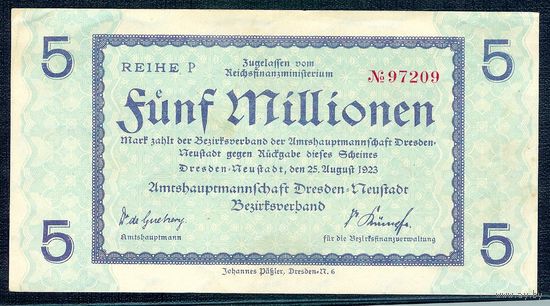 5
5
REIHE P
Zugelassen vom
Reichsfinanzministerium
№ 97209
Fünf Millionen
Mark zahlt der Bezirksverband der Amtshauptmannschaft Dresden-
Neustadt gegen Rückgabe dieses Scheines
Dresden-Neustadt, den 25. August 1923
Amtshauptmannschaft Dresden-Neustadt
Bezirksverband
Amtshauptmann
für die Bezirksfinanzverwaltung
5
5
Johannes Päßler, Dresden-N. 6